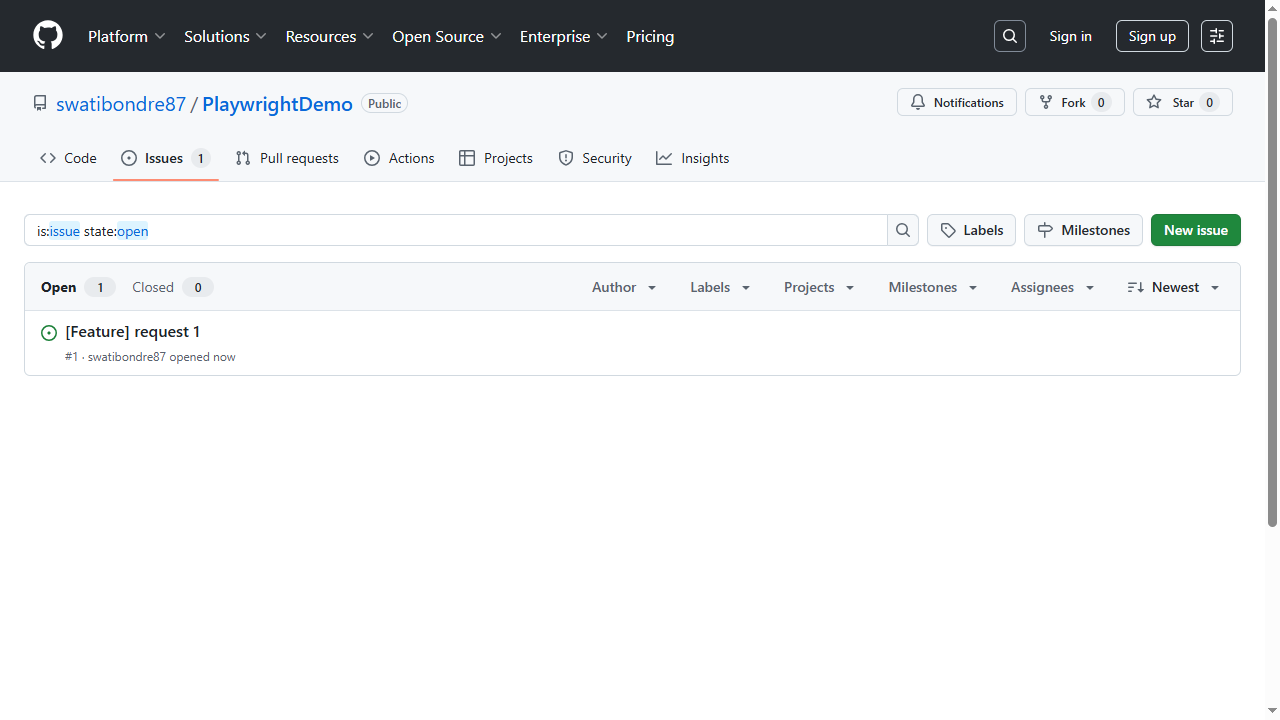 Platform Solutions Resources Open Source Enterprise Pricing Sign in Sign up
swatibondre87 / PlaywrightDemo Public Notifications Fork 0 Star 0
Code Issues 1 Pull requests Actions Projects Security Insights
is:issue state:open Labels Milestones New issue
Open 1 Closed 0 Author Labels Projects Milestones Assignees Newest
[Feature] request 1
#1 · swatibondre87 opened now